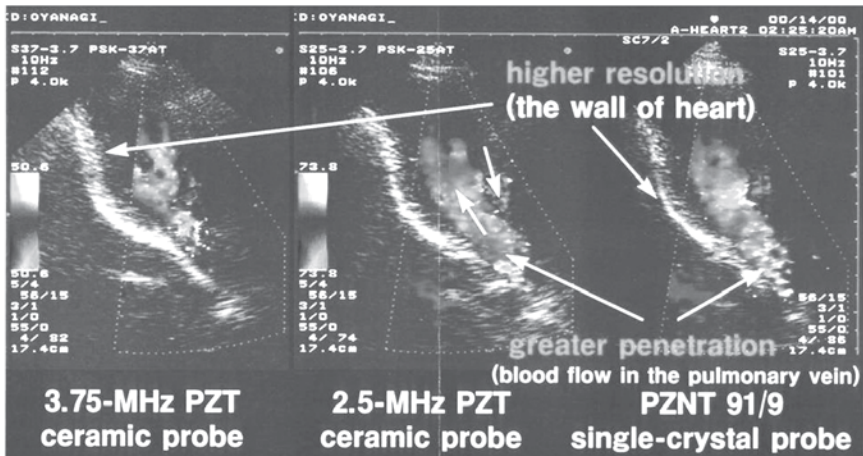 ID:OYANAGI_
S37-3.7 PSK-37AT
10Hz
#112
P 4.0k
50.6
50.6
5/4
56/15
3/1
1/0
55/0
4/ 82
17.4cm
3.75-MHz PZT
ceramic probe
ID:OYANAGI_
S25-3.7 PSK-25AT
10Hz
#106
P 4.0k
73.8
73.8
5/4
56/15
3/1
1/0
55/0
4/ 74
17.4cm
2.5-MHz PZT
ceramic probe
00/14/00
A-HEART2 02:25:20AM
SC7/2
S25-3.7
10Hz
#101
P 4.0k
56/15
3/1
1/0
55/0
4/ 86
17.4cm
PZNT 91/9
single-crystal probe
higher resolution
(the wall of heart)
greater penetration
(blood flow in the pulmonary vein)